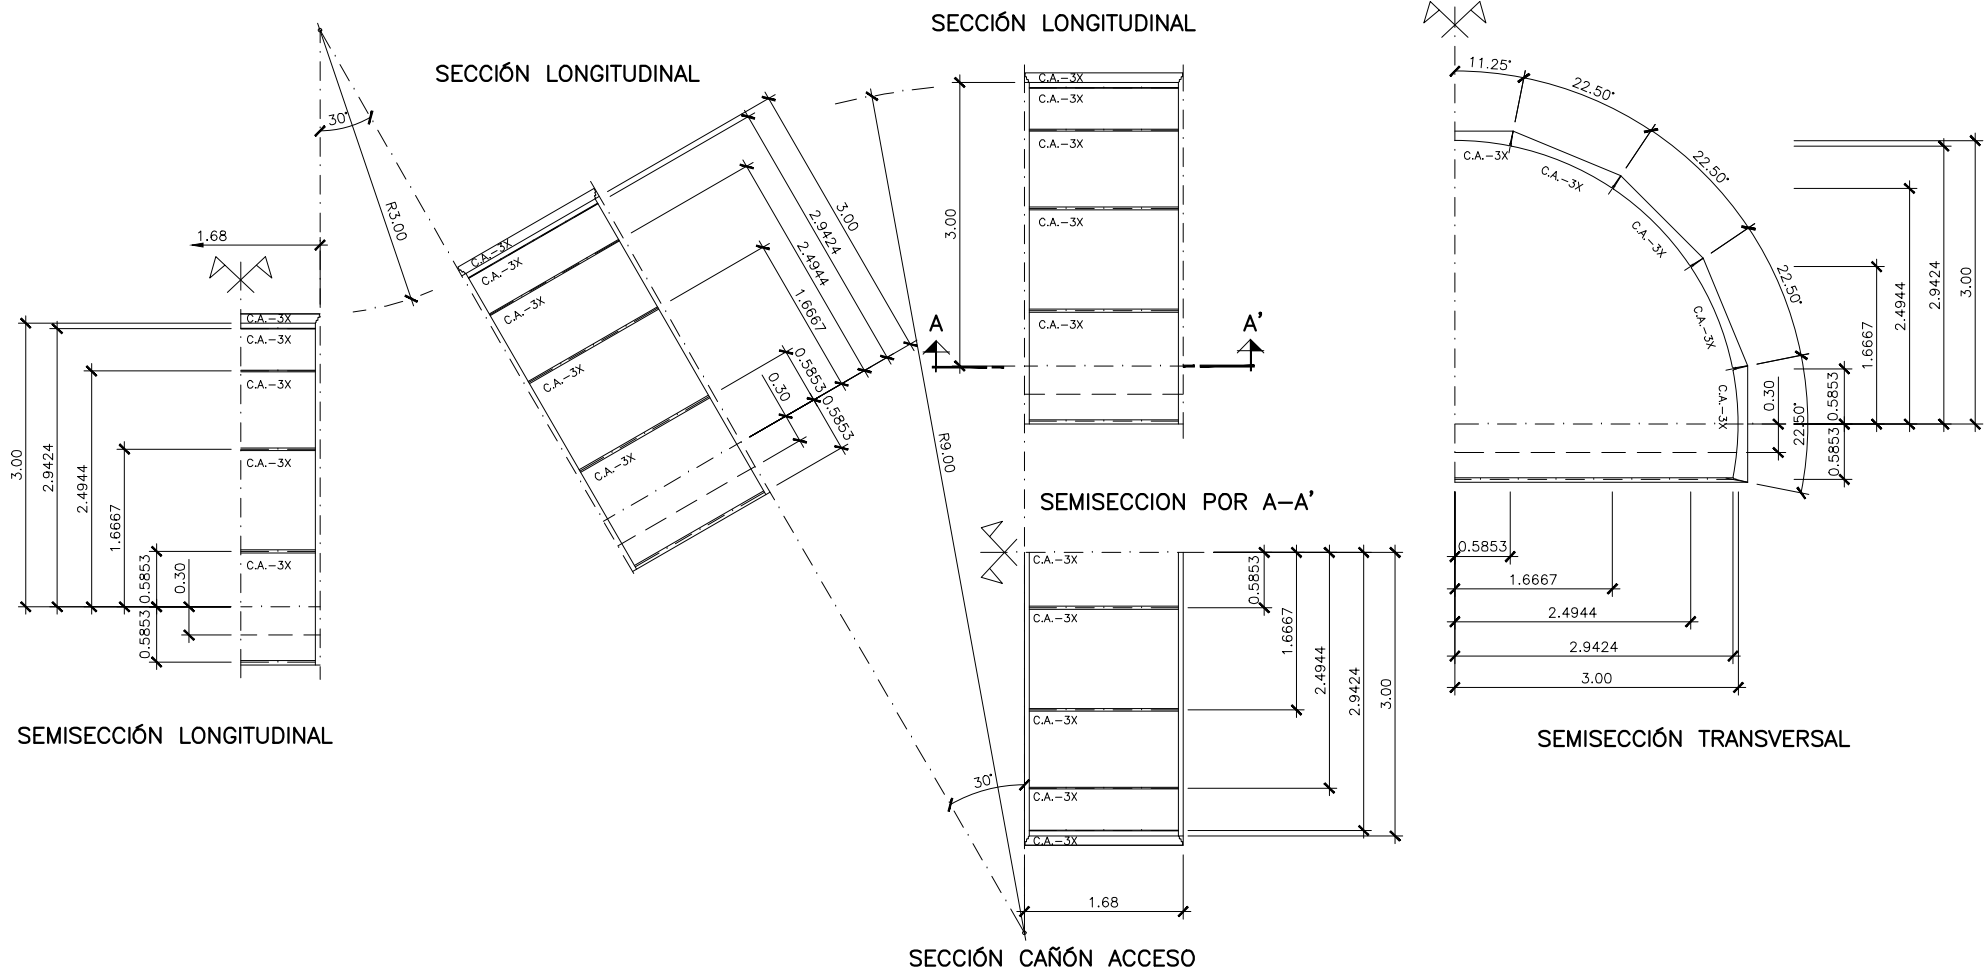 SECCIÓN LONGITUDINAL
SECCIÓN LONGITUDINAL
30°
R3.00
1.68
C.A.-3X
C.A.-3X
C.A.-3X
C.A.-3X
C.A.-3X
3.00
2.9424
2.4944
1.6667
0.5853
0.30
0.5853
SEMISECCIÓN LONGITUDINAL
C.A.-3X
C.A.-3X
C.A.-3X
C.A.-3X
C.A.-3X
3.00
2.9424
2.4944
1.6667
0.5853
0.30
0.5853
R9.00
30°
C.A.-3X
C.A.-3X
C.A.-3X
C.A.-3X
C.A.-3X
3.00
A
A'
SEMISECCION POR A-A'
C.A.-3X
C.A.-3X
C.A.-3X
C.A.-3X
C.A.-3X
0.5853
1.6667
2.4944
2.9424
3.00
1.68
SECCIÓN CAÑÓN ACCESO
11.25°
22.50°
22.50°
22.50°
22.50°
C.A.-3X
C.A.-3X
C.A.-3X
C.A.-3X
C.A.-3X
3.00
2.9424
2.4944
1.6667
0.5853
0.30
0.5853
0.5853
1.6667
2.4944
2.9424
3.00
SEMISECCIÓN TRANSVERSAL